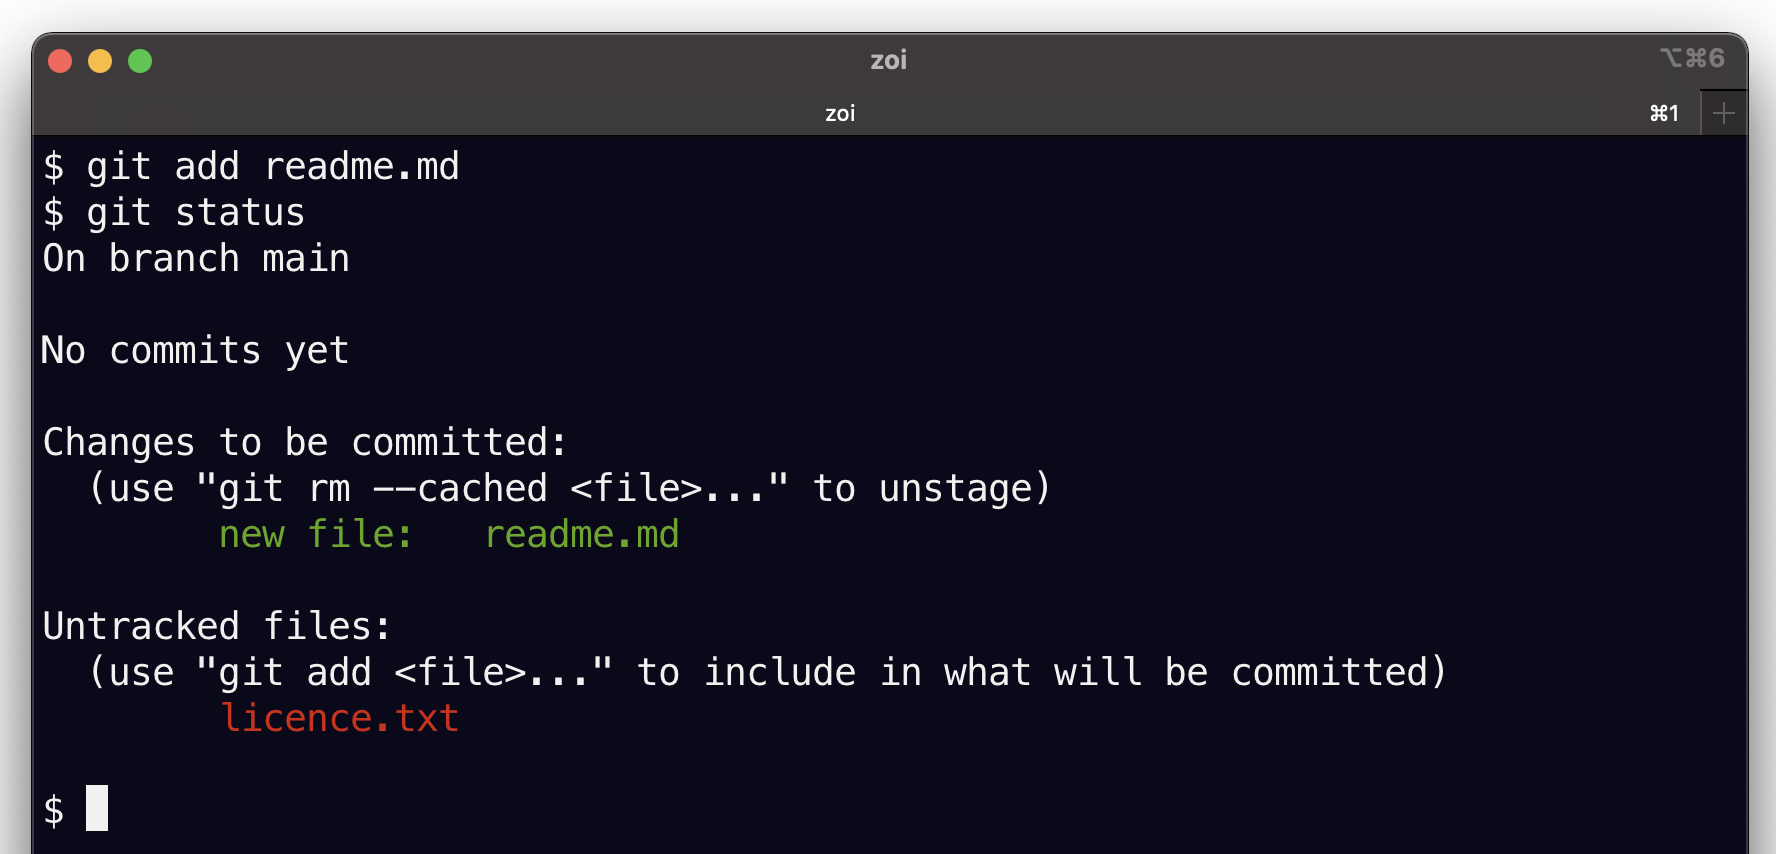 zoi
⌥⌘6
zoi
⌘1
$ git add readme.md
$ git status
On branch main
No commits yet
Changes to be committed:
(use "git rm --cached <file>..." to unstage)
new file:   readme.md
Untracked files:
(use "git add <file>..." to include in what will be committed)
licence.txt
$